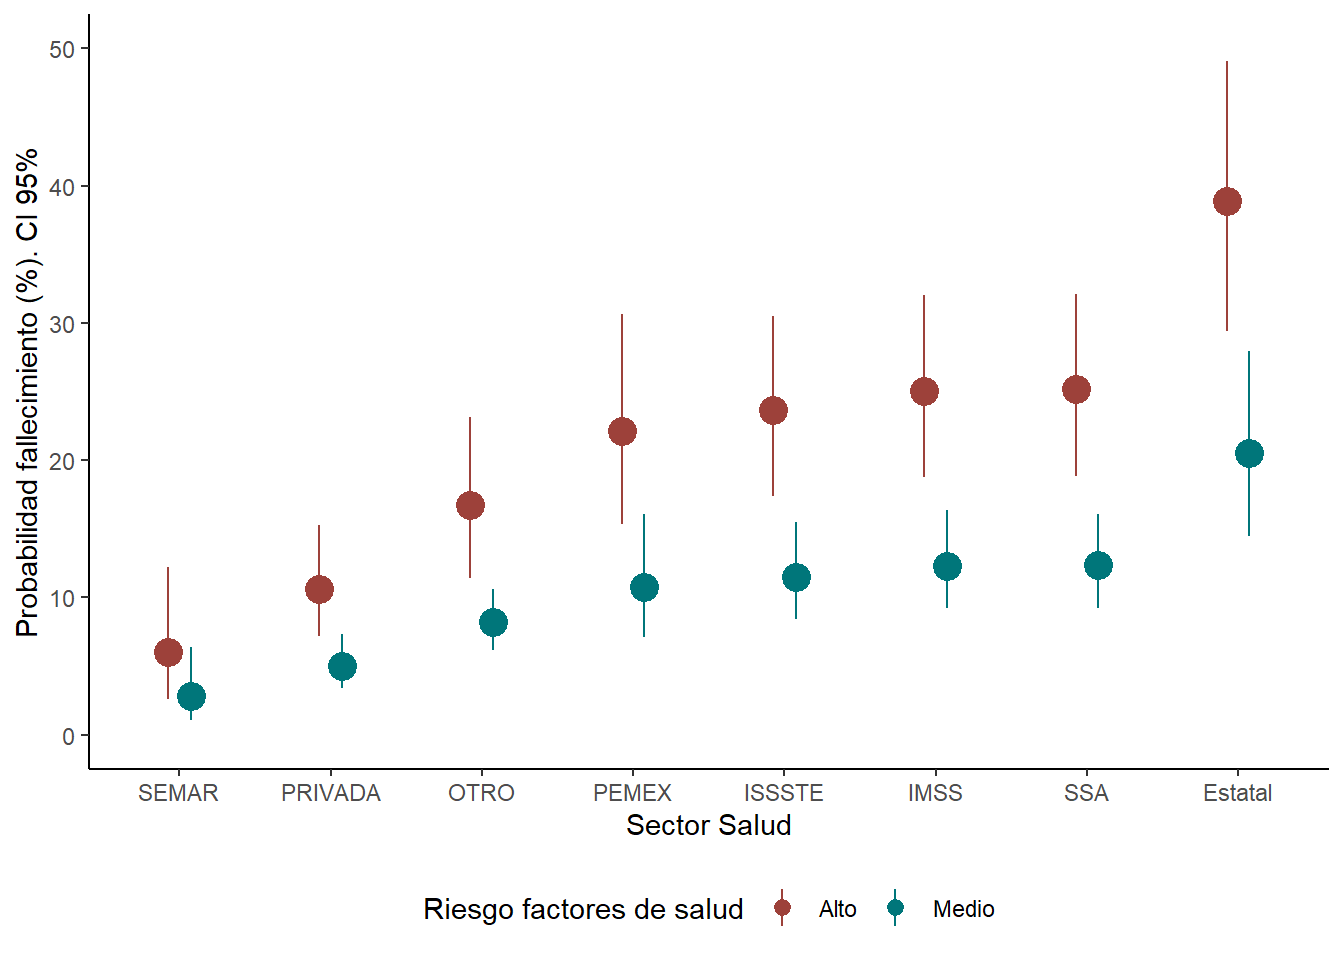 Probabilidad fallecimiento (%). CI 95%
50
40
30
20
10
0
SEMAR PRIVADA OTRO PEMEX ISSSTE IMSS SSA Estatal
Sector Salud
Riesgo factores de salud Alto Medio